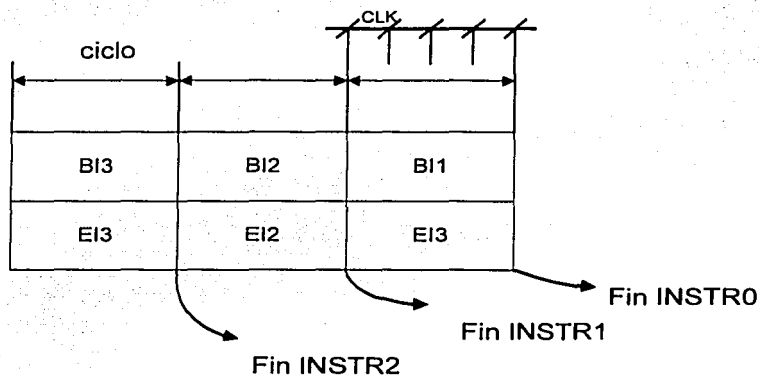 CLK
ciclo
BI3 BI2 BI1
EI3 EI2 EI3
Fin INSTR0
Fin INSTR1
Fin INSTR2